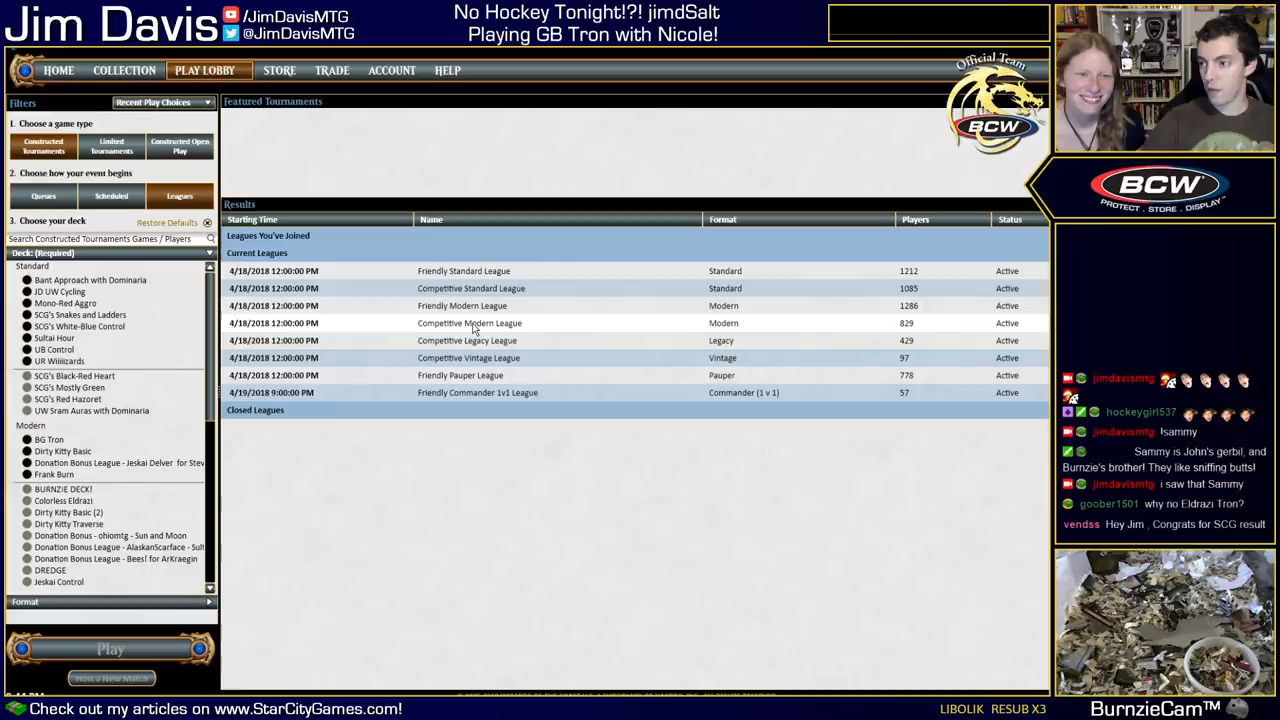 Jim Davis
/JimDavisMTG
@JimDavisMTG
No Hockey Tonight!?! jimdSalt
Playing GB Tron with Nicole!
HOME COLLECTION PLAY LOBBY STORE TRADE ACCOUNT HELP
Official Team
BCW
Filters Recent Play Choices
1. Choose a game type
Constructed Tournaments Limited Tournaments Constructed Open Play
2. Choose how your event begins
Queues Scheduled Leagues
3. Choose your deck Restore Defaults
Search Constructed Tournaments Games / Players
Deck: (Required)
Standard
Bant Approach with Dominaria
JD UW Cycling
Mono-Red Aggro
SCG's Snakes and Ladders
SCG's White-Blue Control
Sultai Hour
UB Control
UR Wiiiizards
SCG's Black-Red Heart
SCG's Mostly Green
SCG's Red Hazoret
UW Sram Auras with Dominaria
Modern
BG Tron
Dirty Kitty Basic
Donation Bonus League - Jeskai Delver for Stev
Frank Burn
BURNZIE DECK!
Colorless Eldrazi
Dirty Kitty Basic (2)
Dirty Kitty Traverse
Donation Bonus - ohiomtg - Sun and Moon
Donation Bonus League - AlaskanScarface - Sul
Donation Bonus League - Bees! for ArKraegin
DREDGE
Jeskai Control
Format
Play
Host a New Match
Featured Tournaments
Results
Starting Time Name Format Players Status
Leagues You've Joined
Current Leagues
4/18/2018 12:00:00 PM Friendly Standard League Standard 1212 Active
4/18/2018 12:00:00 PM Competitive Standard League Standard 1085 Active
4/18/2018 12:00:00 PM Friendly Modern League Modern 1286 Active
4/18/2018 12:00:00 PM Competitive Modern League Modern 829 Active
4/18/2018 12:00:00 PM Competitive Legacy League Legacy 429 Active
4/18/2018 12:00:00 PM Competitive Vintage League Vintage 97 Active
4/18/2018 12:00:00 PM Friendly Pauper League Pauper 778 Active
4/19/2018 9:00:00 PM Friendly Commander 1v1 League Commander (1 v 1) 57 Active
Closed Leagues
BCW
PROTECT. STORE. DISPLAY.
jimdavismtg
hockeygirl537
jimdavismtg !sammy
Sammy is John's gerbil, and
Burnzie's brother! They like sniffing butts!
jimdavismtg i saw that Sammy
goober1501 why no Eldrazi Tron?
vendss Hey Jim , Congrats for SCG result
Check out my articles on www.StarCityGames.com!
LIBOLIK RESUB X3
BurnzieCam™